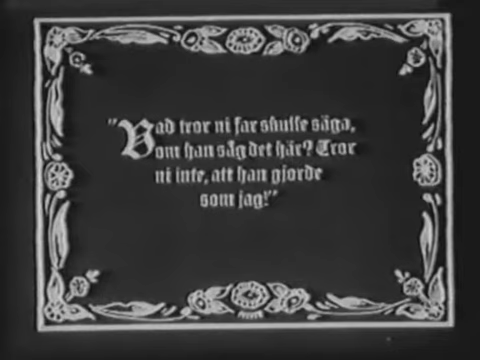 "Vad tror ni far skulle säga,
om han såg det här? Tror
ni inte, att han gjorde
som jag!"